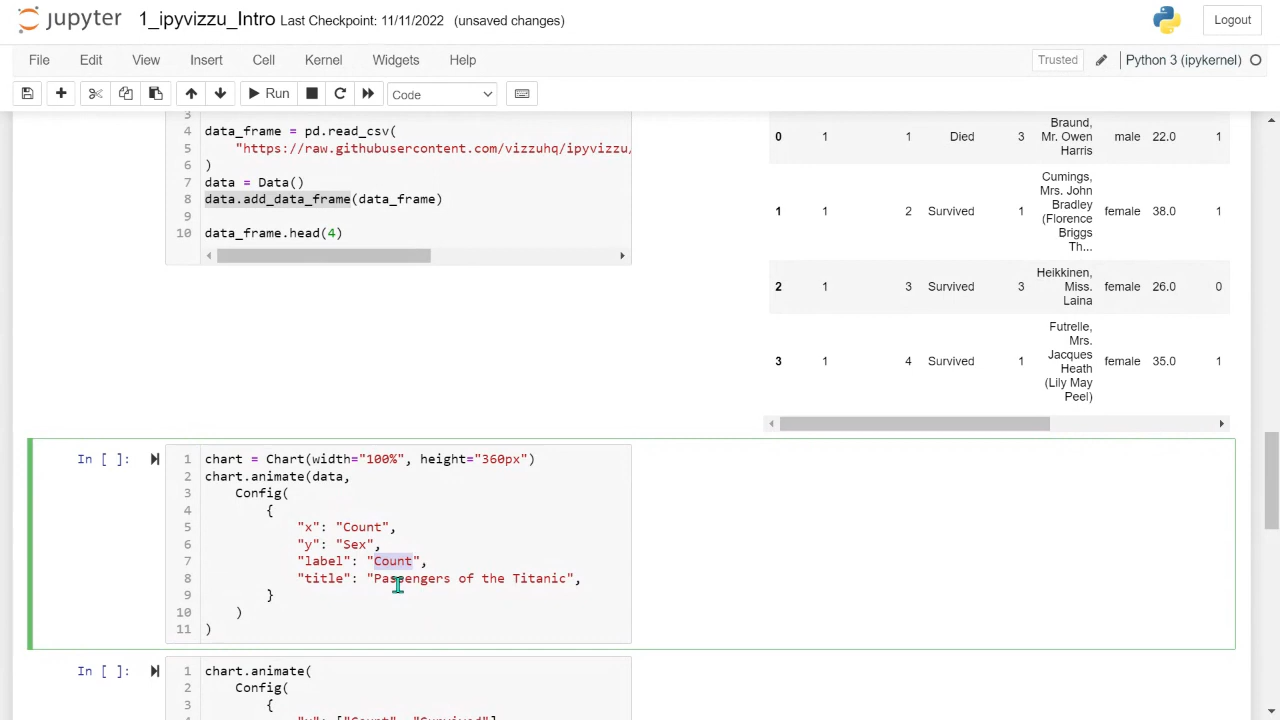 jupyter 1_ipyvizzu_Intro Last Checkpoint: 11/11/2022 (unsaved changes) Logout
File Edit View Insert Cell Kernel Widgets Help Trusted Python 3 (ipykernel)
Run Code
3
4 data_frame = pd.read_csv(
5 "https://raw.githubusercontent.com/vizzuhq/ipyvizzu,
6 )
7 data = Data()
8 data.add_data_frame(data_frame)
9
10 data_frame.head(4)
Braund,
0 1 1 Died 3 Mr. Owen male 22.0 1
Harris
Cumings,
Mrs. John
1 1 2 Survived 1 Bradley female 38.0 1
(Florence
Briggs
Th...
Heikkinen,
2 1 3 Survived 3 Miss. female 26.0 0
Laina
Futrelle,
Mrs.
3 1 4 Survived 1 Jacques female 35.0 1
Heath
(Lily May
Peel)
In [ ]: 1 chart = Chart(width="100%", height="360px")
2 chart.animate(data,
3 Config(
4 {
5 "x": "Count",
6 "y": "Sex",
7 "label": "Count",
8 "title": "Passengers of the Titanic",
9 }
10 )
11 )
In [ ]: 1 chart.animate(
2 Config(
3 {